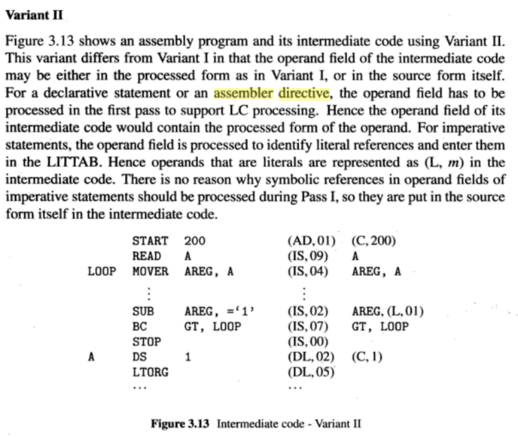 Variant II
Figure 3.13 shows an assembly program and its intermediate code using Variant II.
This variant differs from Variant I in that the operand field of the intermediate code
may be either in the processed form as in Variant I, or in the source form itself.
For a declarative statement or an assembler directive, the operand field has to be
processed in the first pass to support LC processing. Hence the operand field of its
intermediate code would contain the processed form of the operand. For imperative
statements, the operand field is processed to identify literal references and enter them
in the LITTAB. Hence operands that are literals are represented as (L, m) in the
intermediate code. There is no reason why symbolic references in operand fields of
imperative statements should be processed during Pass I, so they are put in the source
form itself in the intermediate code.
START 200 (AD, 01) (C, 200)
READ A (IS, 09) A
LOOP MOVER AREG, A (IS, 04) AREG, A
⋮ ⋮
SUB AREG, ='1' (IS, 02) AREG, (L, 01)
BC GT, LOOP (IS, 07) GT, LOOP
STOP (IS, 00)
A DS 1 (DL, 02) (C, 1)
LTORG (DL, 05)
... ...
Figure 3.13 Intermediate code - Variant II